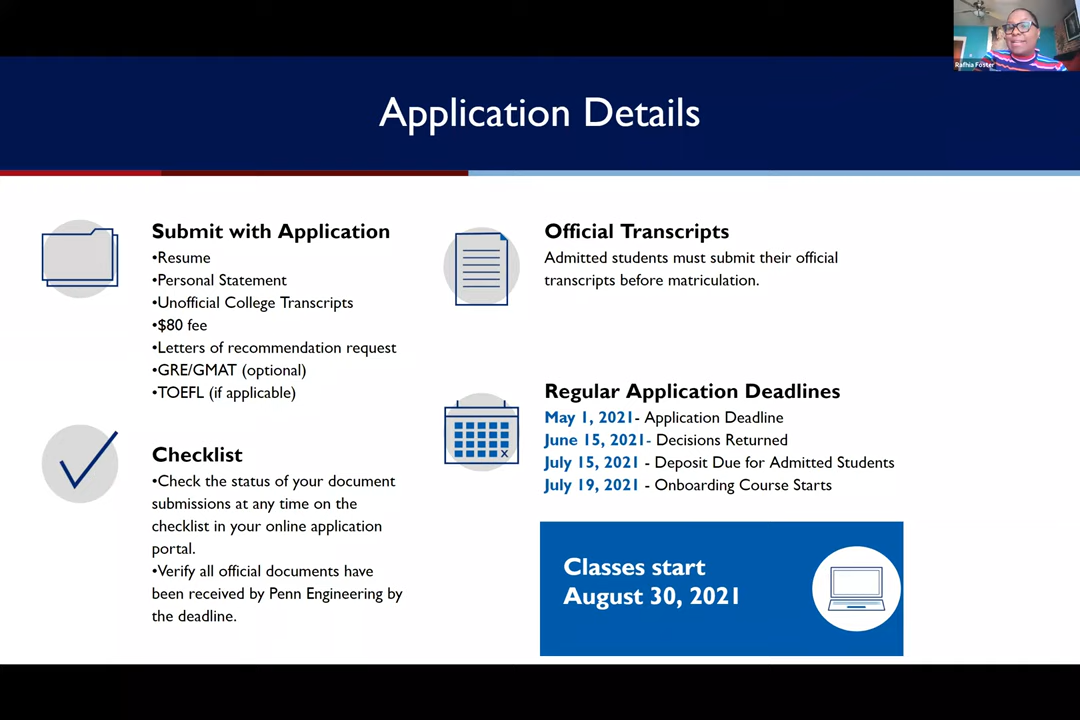 Rafhia Foster
Application Details
Submit with Application
•Resume
•Personal Statement
•Unofficial College Transcripts
•$80 fee
•Letters of recommendation request
•GRE/GMAT (optional)
•TOEFL (if applicable)
Checklist
•Check the status of your document
submissions at any time on the
checklist in your online application
portal.
•Verify all official documents have
been received by Penn Engineering by
the deadline.
Official Transcripts
Admitted students must submit their official
transcripts before matriculation.
Regular Application Deadlines
May 1, 2021- Application Deadline
June 15, 2021- Decisions Returned
July 15, 2021 - Deposit Due for Admitted Students
July 19, 2021 - Onboarding Course Starts
X
Classes start
August 30, 2021